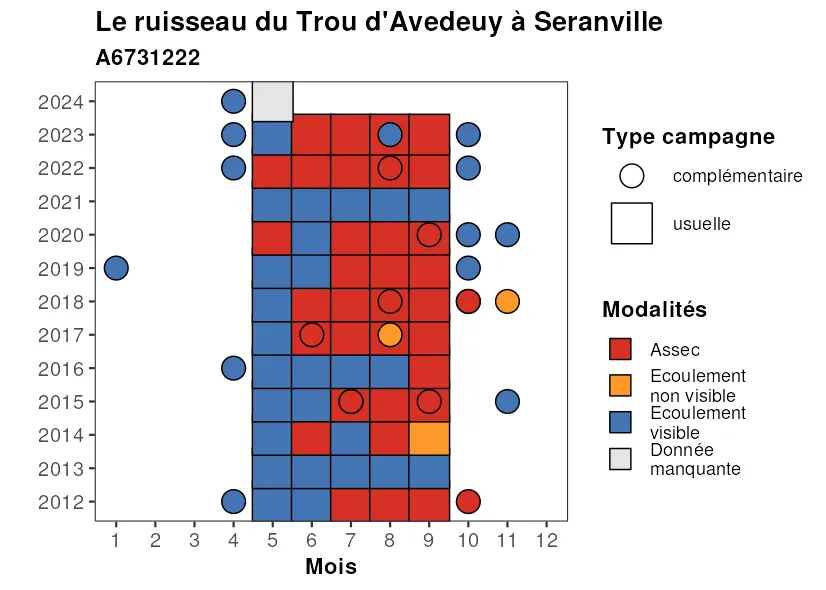 Le ruisseau du Trou d'Avedeuy à Seranville
A6731222
2024
2023
2022
2021
2020
2019
2018
2017
2016
2015
2014
2013
2012
1 2 3 4 5 6 7 8 9 10 11 12
Mois
Type campagne
complémentaire
usuelle
Modalités
Assec
Ecoulement
non visible
Ecoulement
visible
Donnée
manquante